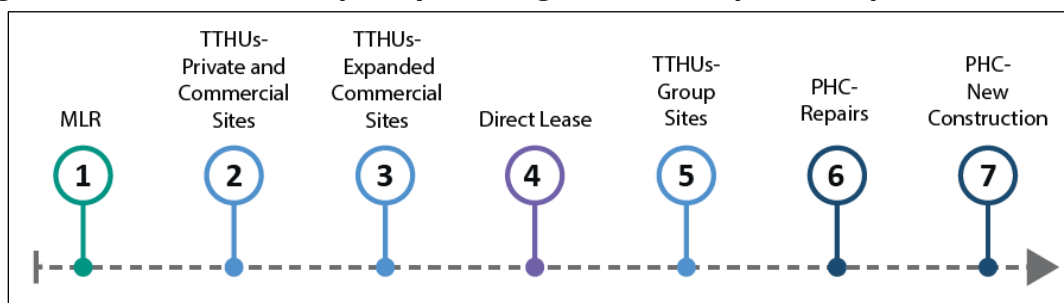 MLR
TTHUs-
Private and
Commercial
Sites
TTHUs-
Expanded
Commercial
Sites
Direct Lease
TTHUs-
Group
Sites
PHC-
Repairs
PHC-
New
Construction
1
2
3
4
5
6
7